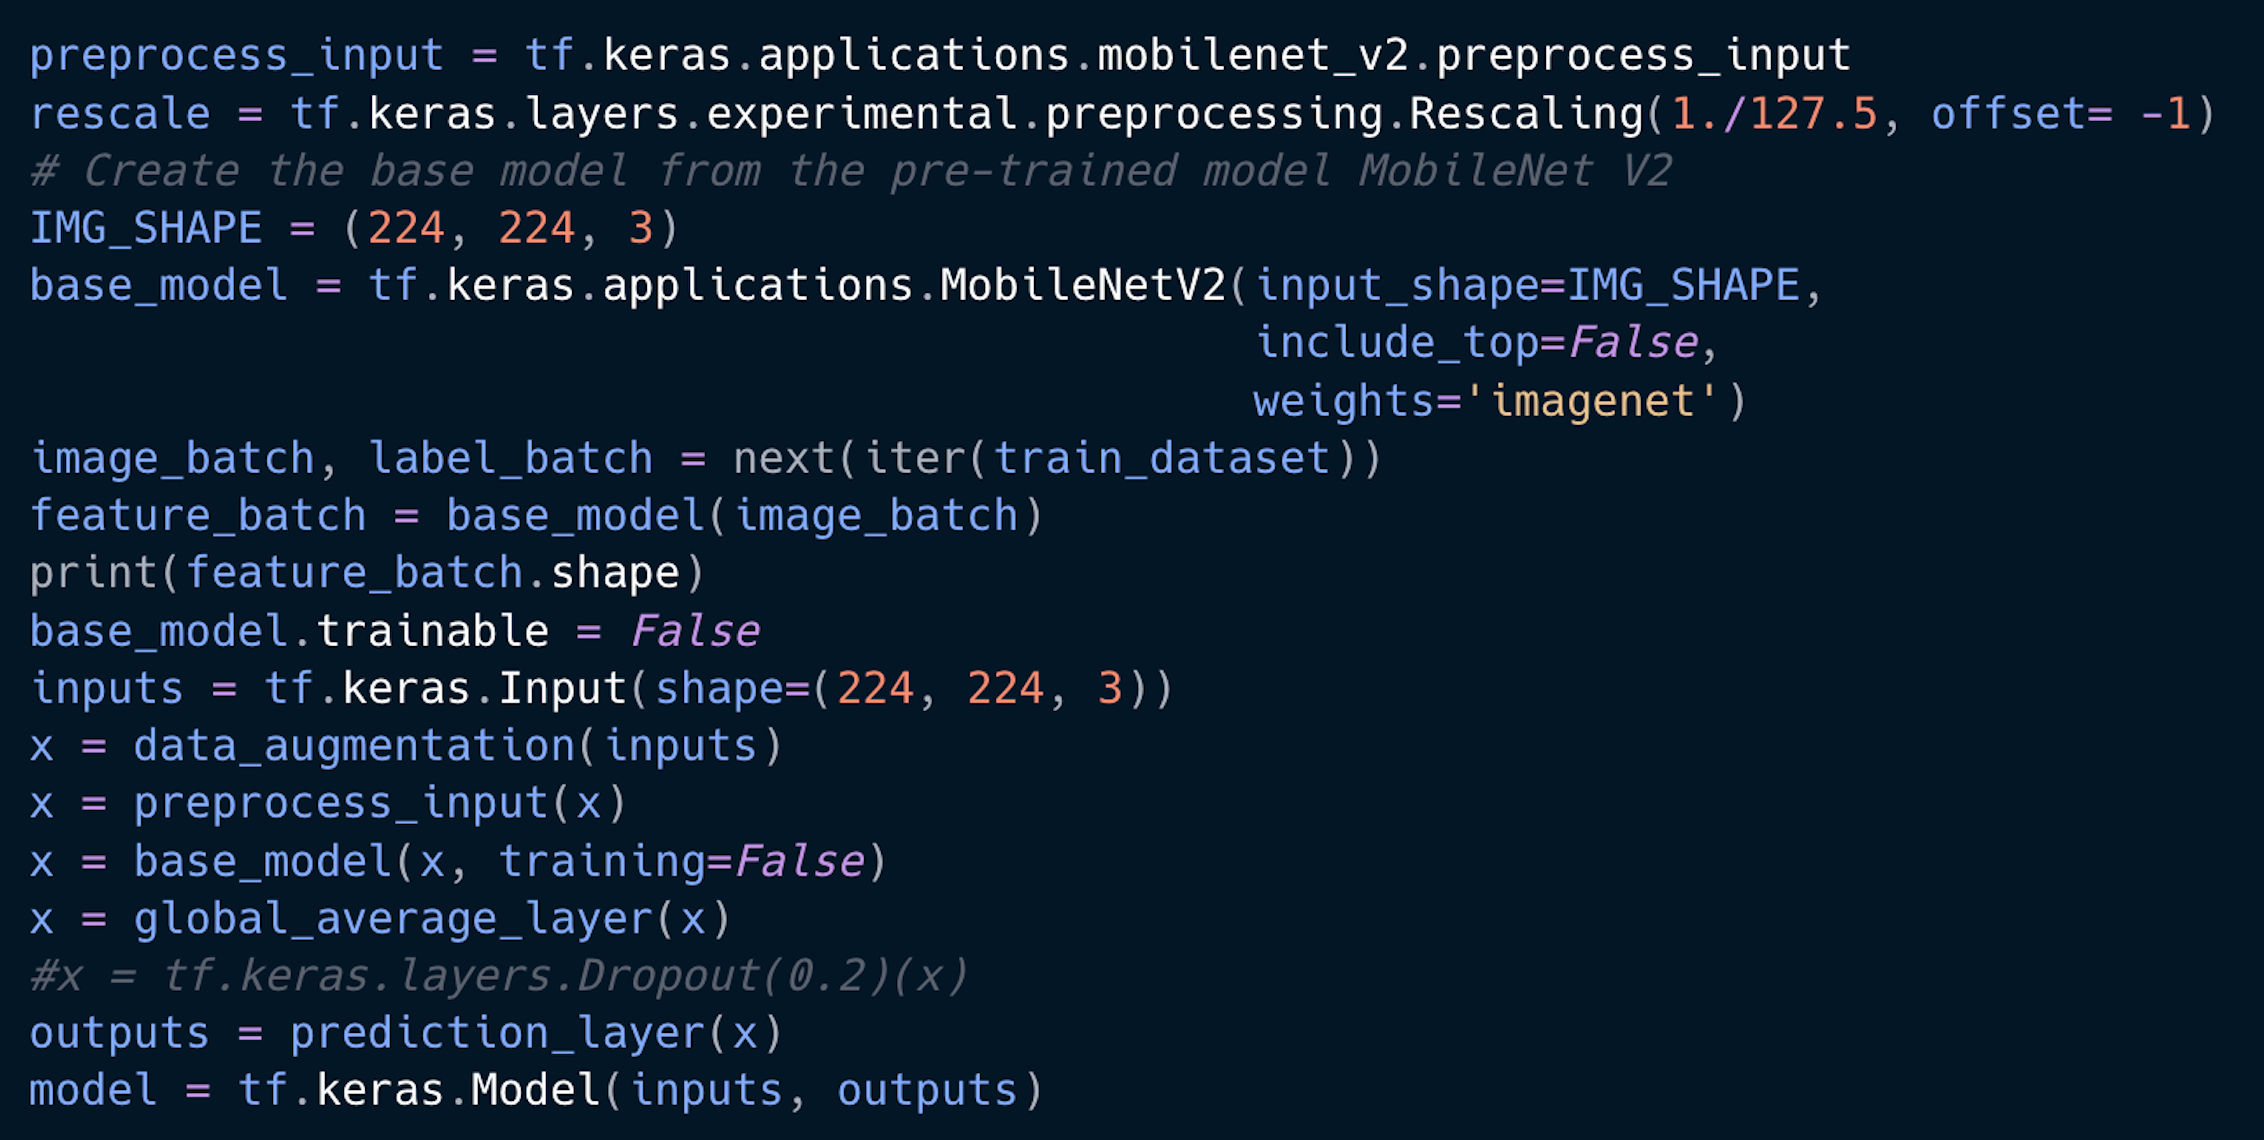 preprocess_input = tf.keras.applications.mobilenet_v2.preprocess_input
rescale = tf.keras.layers.experimental.preprocessing.Rescaling(1./127.5, offset= -1)
# Create the base model from the pre-trained model MobileNet V2
IMG_SHAPE = (224, 224, 3)
base_model = tf.keras.applications.MobileNetV2(input_shape=IMG_SHAPE,
                                               include_top=False,
                                               weights='imagenet')
image_batch, label_batch = next(iter(train_dataset))
feature_batch = base_model(image_batch)
print(feature_batch.shape)
base_model.trainable = False
inputs = tf.keras.Input(shape=(224, 224, 3))
x = data_augmentation(inputs)
x = preprocess_input(x)
x = base_model(x, training=False)
x = global_average_layer(x)
#x = tf.keras.layers.Dropout(0.2)(x)
outputs = prediction_layer(x)
model = tf.keras.Model(inputs, outputs)